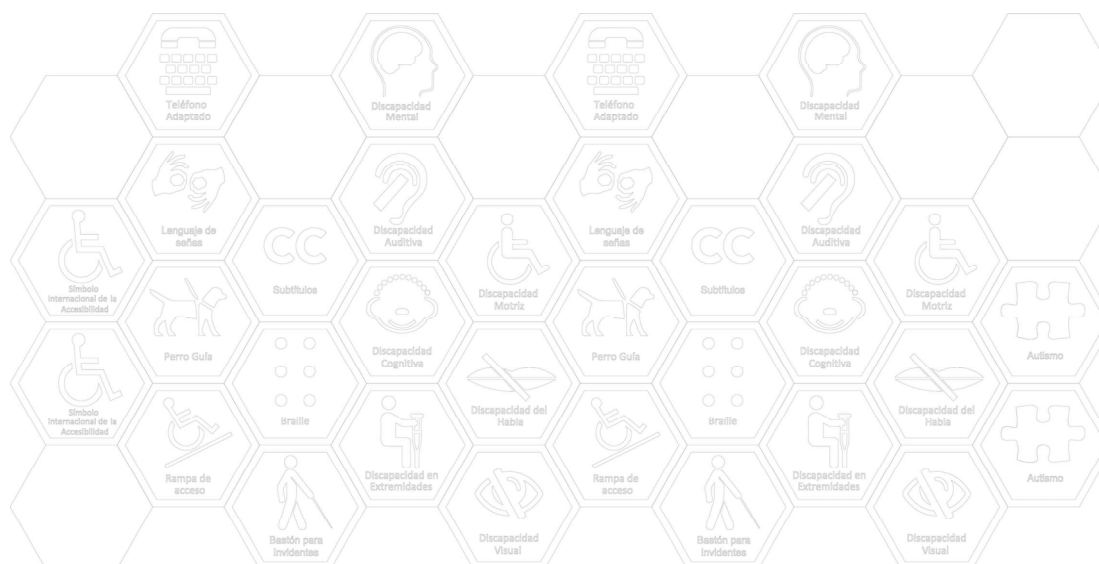 Teléfono
Adaptado
Discapacidad
Mental
Teléfono
Adaptado
Discapacidad
Mental
Lenguaje de
señas
Discapacidad
Auditiva
Lenguaje de
señas
Discapacidad
Auditiva
Símbolo
Internacional de la
Accesibilidad
CC
Subtítulos
Discapacidad
Motriz
CC
Subtítulos
Discapacidad
Motriz
Perro Guía
Discapacidad
Cognitiva
Perro Guía
Discapacidad
Cognitiva
Autismo
Símbolo
Internacional de la
Accesibilidad
Braille
Discapacidad del
Habla
Braille
Discapacidad del
Habla
Rampa de
acceso
Discapacidad en
Extremidades
Rampa de
acceso
Discapacidad en
Extremidades
Autismo
Bastón para
Invidentes
Discapacidad
Visual
Bastón para
Invidentes
Discapacidad
Visual